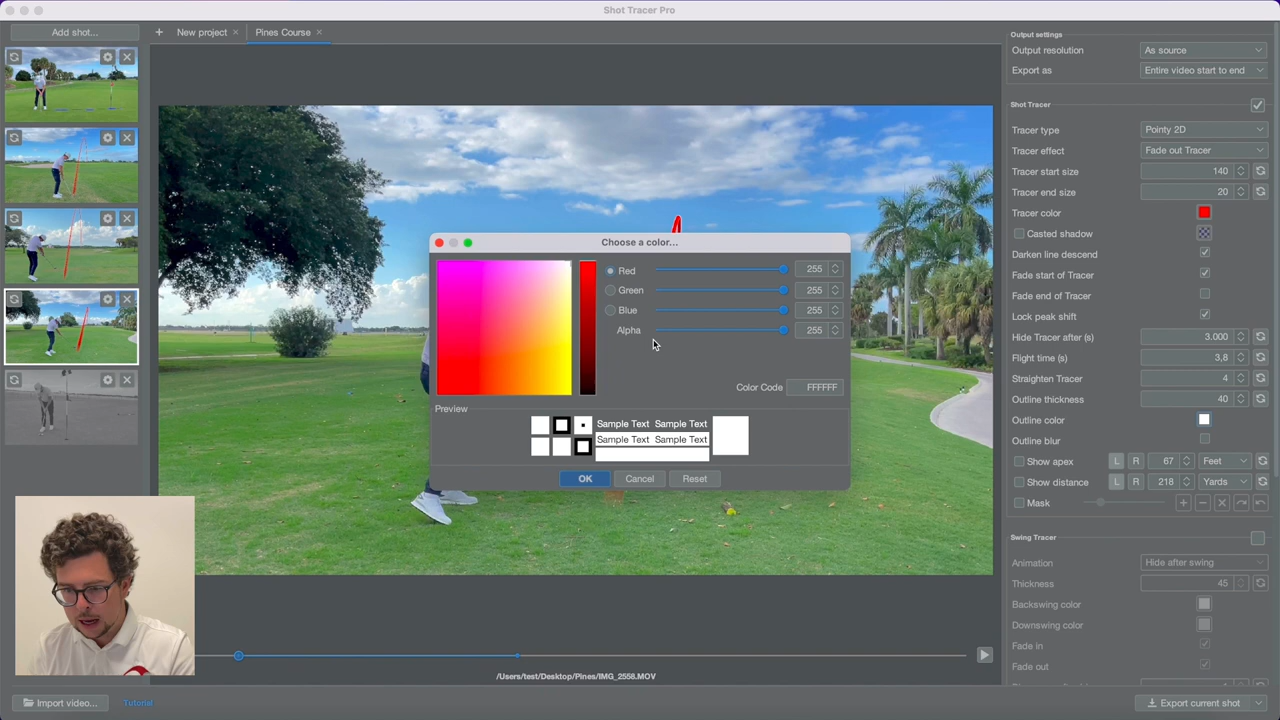 Shot Tracer Pro
Add shot...
New project
Pines Course
Output settings
Output resolution As source
Export as Entire video start to end
Shot Tracer
Tracer type Pointy 2D
Tracer effect Fade out Tracer
Tracer start size 140
Tracer end size 20
Tracer color
Casted shadow
Darken line descend
Fade start of Tracer
Fade end of Tracer
Lock peak shift
Hide Tracer after (s) 3.000
Flight time (s) 3,8
Straighten Tracer 4
Outline thickness 40
Outline color
Outline blur
Show apex L R 67 Feet
Show distance L R 218 Yards
Mask
Swing Tracer
Animation Hide after swing
Thickness 45
Backswing color
Downswing color
Fade in
Fade out
Choose a color...
Red 255
Green 255
Blue 255
Alpha 255
Color Code FFFFFF
Preview
Sample Text Sample Text
Sample Text Sample Text
OK Cancel Reset
/Users/test/Desktop/Pines/IMG_2558.MOV
Import video...
Tutorial
Export current shot